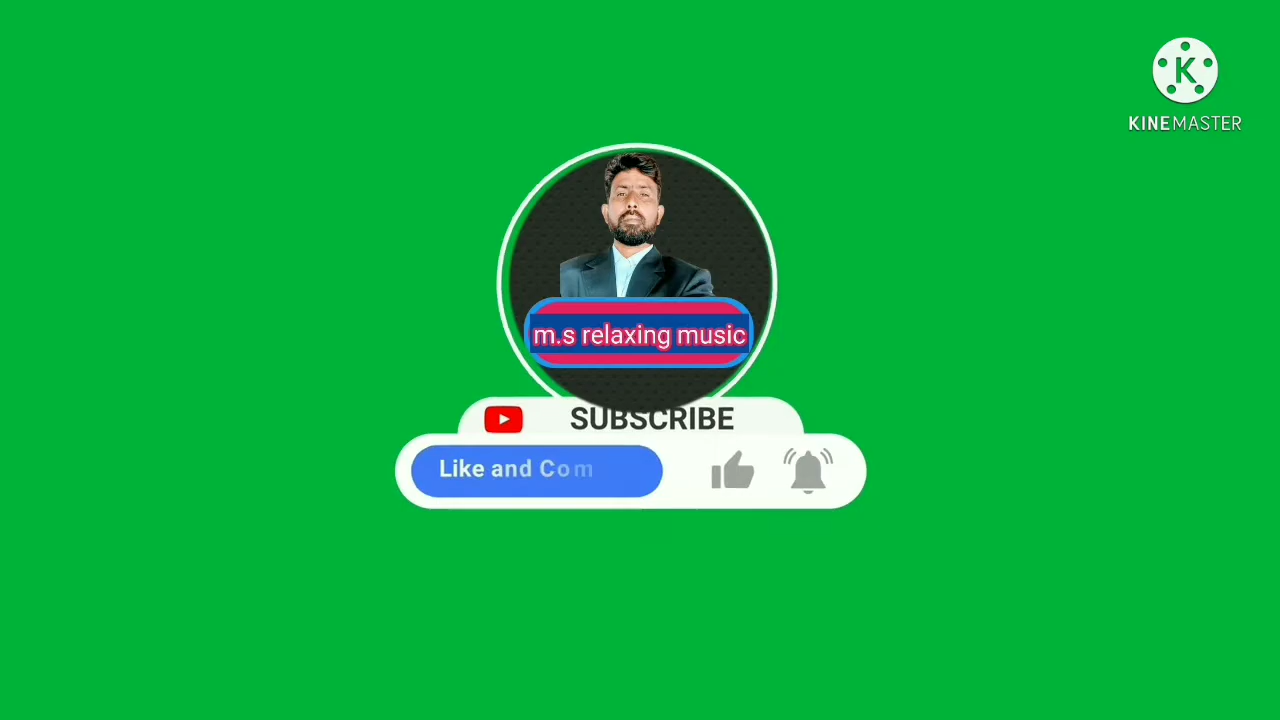 K
KINEMASTER
m.s relaxing music
SUBSCRIBE
Like and Com